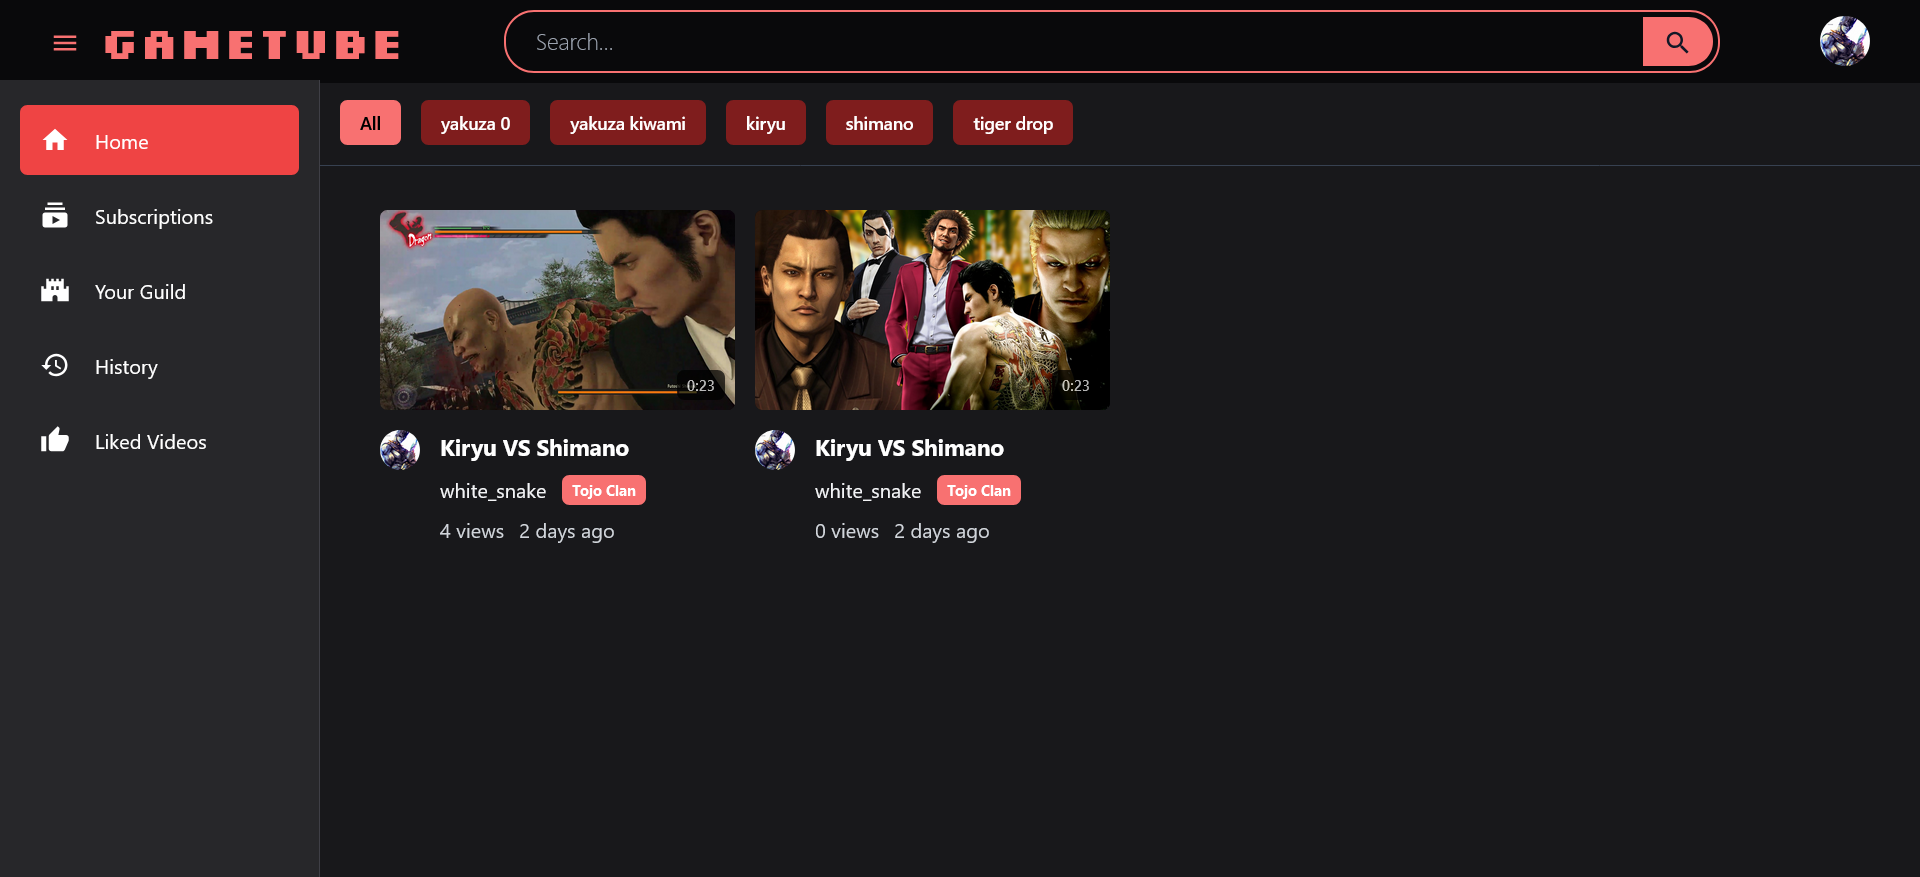 GAMETUBE
Search...
Home
Subscriptions
Your Guild
History
Liked Videos
All
yakuza 0
yakuza kiwami
kiryu
shimano
tiger drop
Dragon
0:23
0:23
Kiryu VS Shimano
white_snake
Tojo Clan
4 views 2 days ago
Kiryu VS Shimano
white_snake
Tojo Clan
0 views 2 days ago